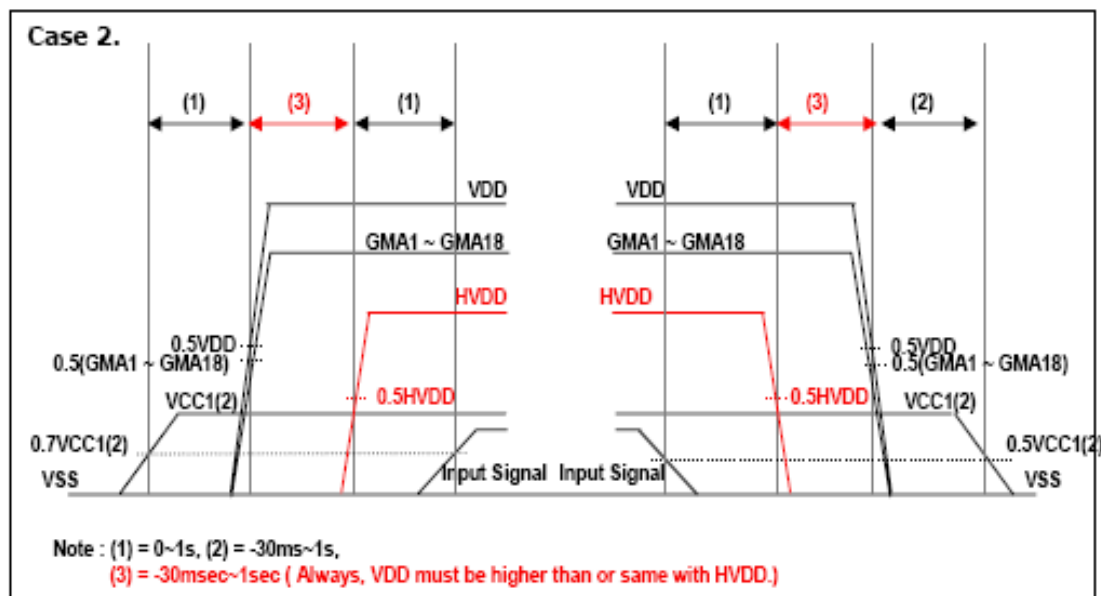 Case 2.
(1) (3) (1) (1) (3) (2)
VDD VDD
GMA1 ~ GMA18 GMA1 ~ GMA18
HVDD HVDD
0.5VDD 0.5VDD
0.5(GMA1 ~ GMA18) 0.5(GMA1 ~ GMA18)
VCC1(2) 0.5HVDD 0.5HVDD VCC1(2)
0.7VCC1(2) 0.5VCC1(2)
VSS Input Signal Input Signal VSS
Note : (1) = 0~1s, (2) = -30ms~1s,
(3) = -30msec~1sec ( Always, VDD must be higher than or same with HVDD.)